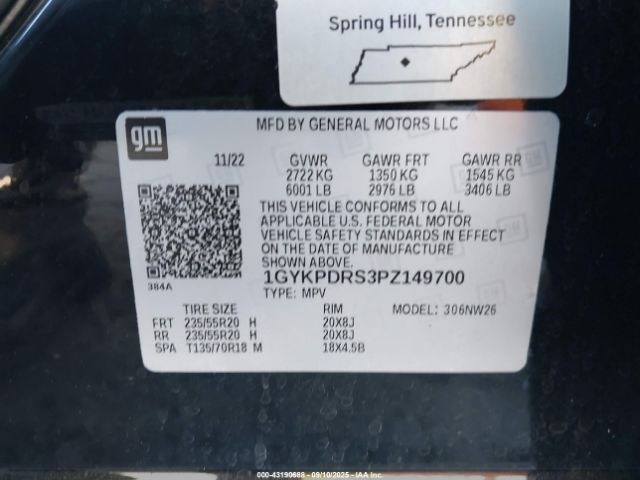 Spring Hill, Tennessee
gm
MFD BY GENERAL MOTORS LLC
11/22 GVWR GAWR FRT GAWR RR
2722 KG 1350 KG 1545 KG
6001 LB 2976 LB 3406 LB
THIS VEHICLE CONFORMS TO ALL
APPLICABLE U.S. FEDERAL MOTOR
VEHICLE SAFETY STANDARDS IN EFFECT
ON THE DATE OF MANUFACTURE
SHOWN ABOVE.
384A
1GYKPDRS3PZ149700
TYPE: MPV
TIRE SIZE RIM MODEL: 306NW26
FRT 235/55R20 H 20X8J
RR 235/55R20 H 20X8J
SPA T135/70R18 M 18X4.5B
000-43190688 - 09/10/2025 - IAAI.COM